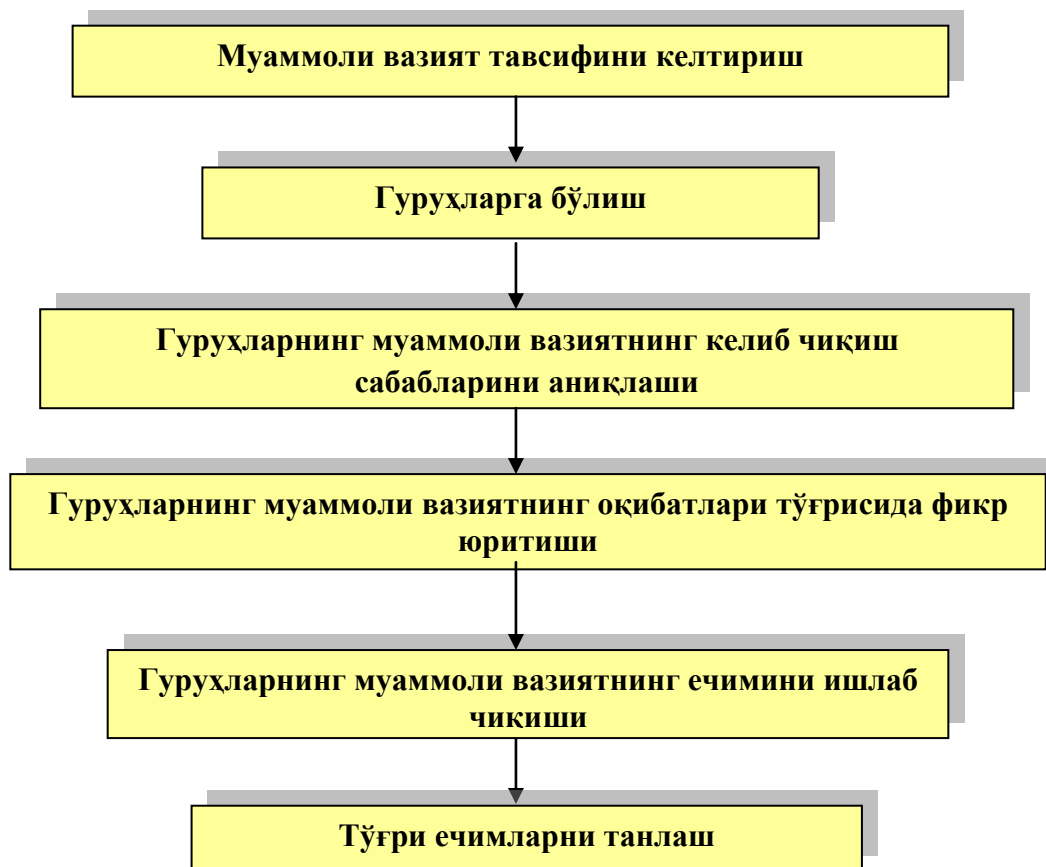 Муаммоли вазият тавсифини келтириш
Гуруҳларга бўлиш
Гуруҳларнинг муаммоли вазиятнинг келиб чиқиш
сабабларини аниқлаши
Гуруҳларнинг муаммоли вазиятнинг оқибатлари тўғрисида фикр
юритиши
Гуруҳларнинг муаммоли вазиятнинг ечимини ишлаб
чиқиши
Тўғри ечимларни танлаш